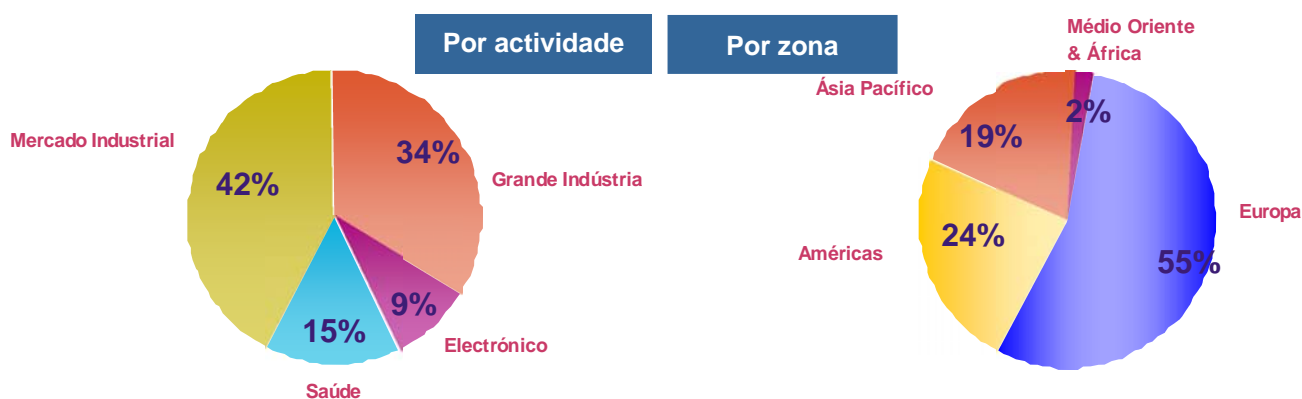 Por actividade
Mercado Industrial
42%
34%
Grande Indústria
9%
Electrónico
15%
Saúde
Por zona
Médio Oriente
& África
2%
Ásia Pacífico
19%
Américas
24%
Europa
55%